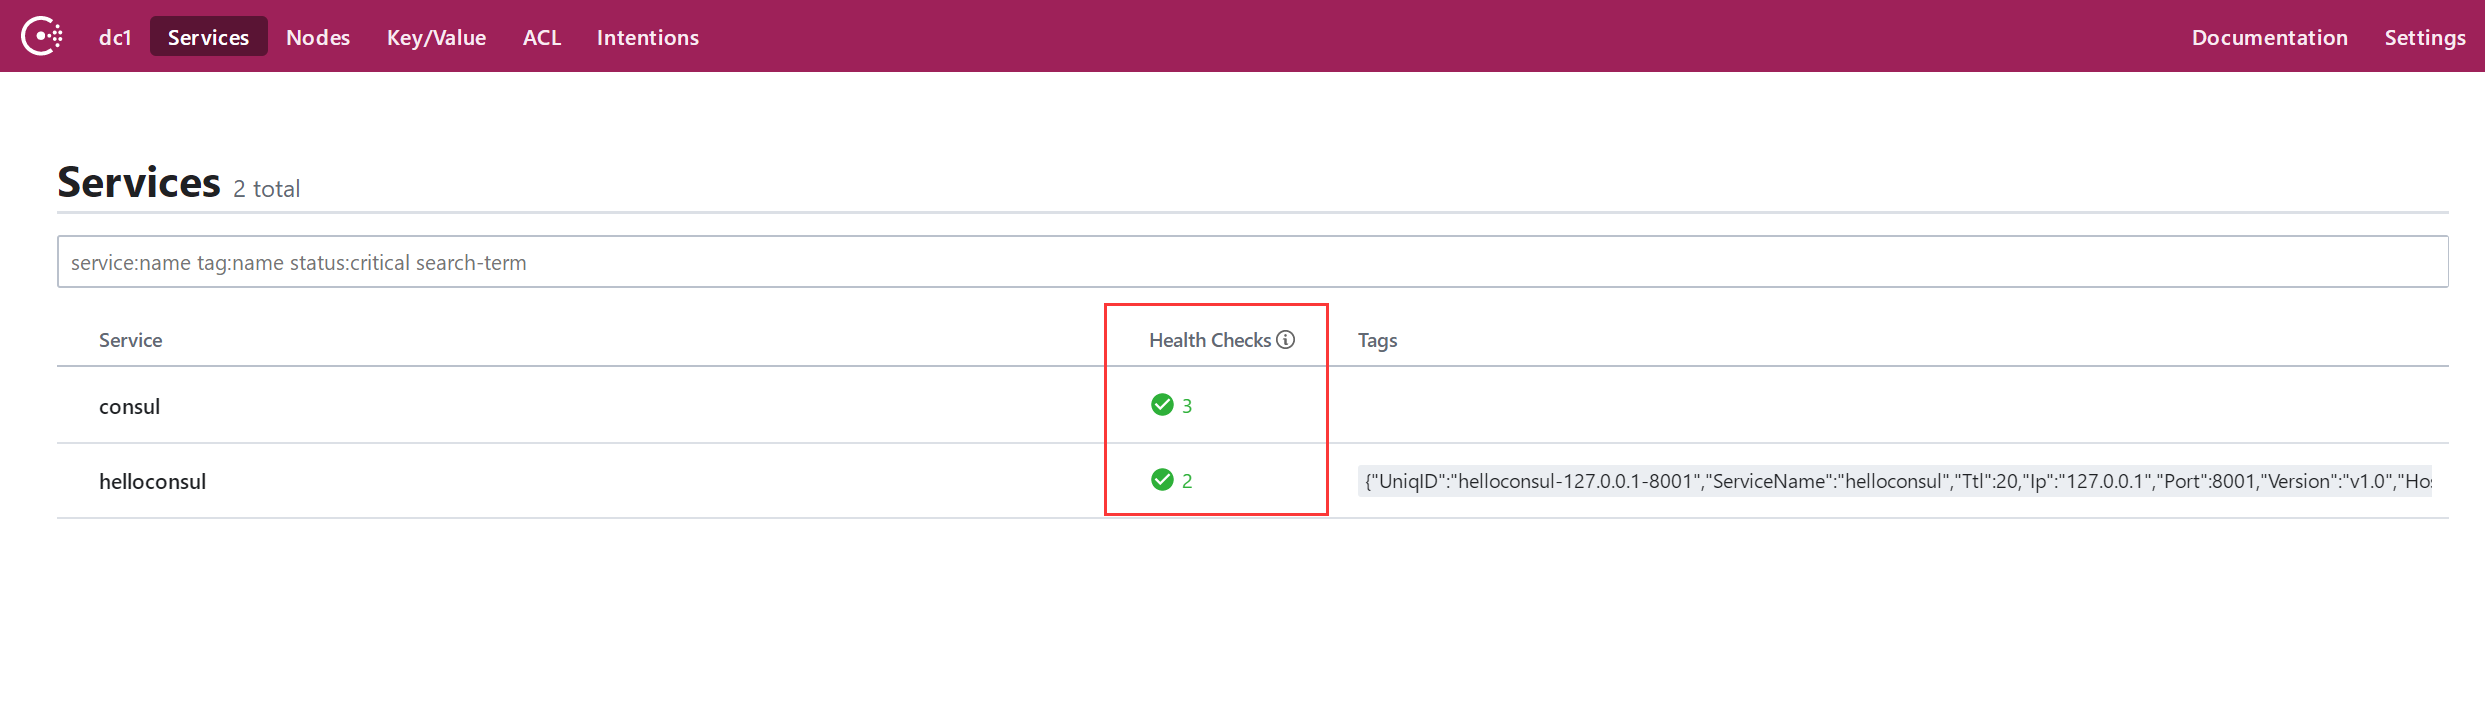 dc1 Services Nodes Key/Value ACL Intentions Documentation Settings
Services 2 total
service:name tag:name status:critical search-term
Service Health Checks Tags
consul 3
helloconsul 2 {"UniqID":"helloconsul-127.0.0.1-8001","ServiceName":"helloconsul","Ttl":20,"Ip":"127.0.0.1","Port":8001,"Version":"v1.0","Hos